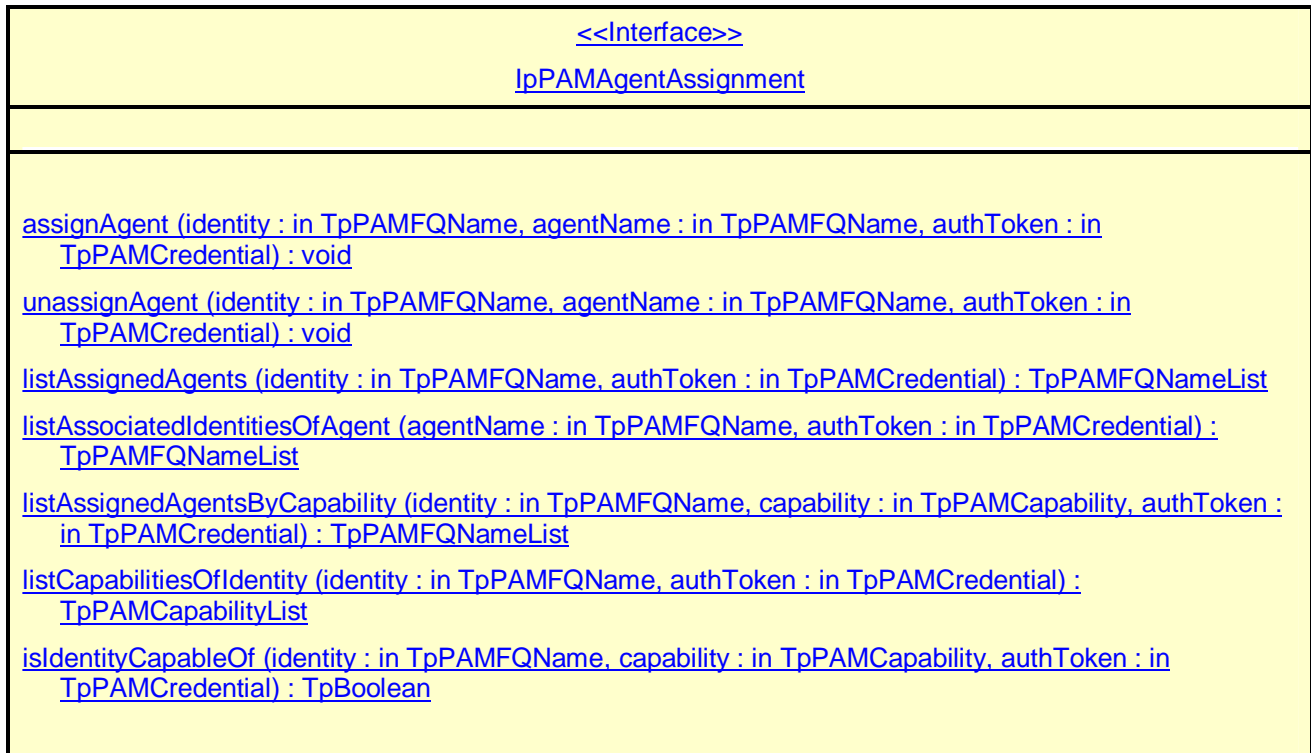 <<Interface>>
IpPAMAgentAssignment
assignAgent (identity : in TpPAMFQName, agentName : in TpPAMFQName, authToken : in
TpPAMCredential) : void
unassignAgent (identity : in TpPAMFQName, agentName : in TpPAMFQName, authToken : in
TpPAMCredential) : void
listAssignedAgents (identity : in TpPAMFQName, authToken : in TpPAMCredential) : TpPAMFQNameList
listAssociatedIdentitiesOfAgent (agentName : in TpPAMFQName, authToken : in TpPAMCredential) :
TpPAMFQNameList
listAssignedAgentsByCapability (identity : in TpPAMFQName, capability : in TpPAMCapability, authToken :
in TpPAMCredential) : TpPAMFQNameList
listCapabilitiesOfIdentity (identity : in TpPAMFQName, authToken : in TpPAMCredential) :
TpPAMCapabilityList
isIdentityCapableOf (identity : in TpPAMFQName, capability : in TpPAMCapability, authToken : in
TpPAMCredential) : TpBoolean